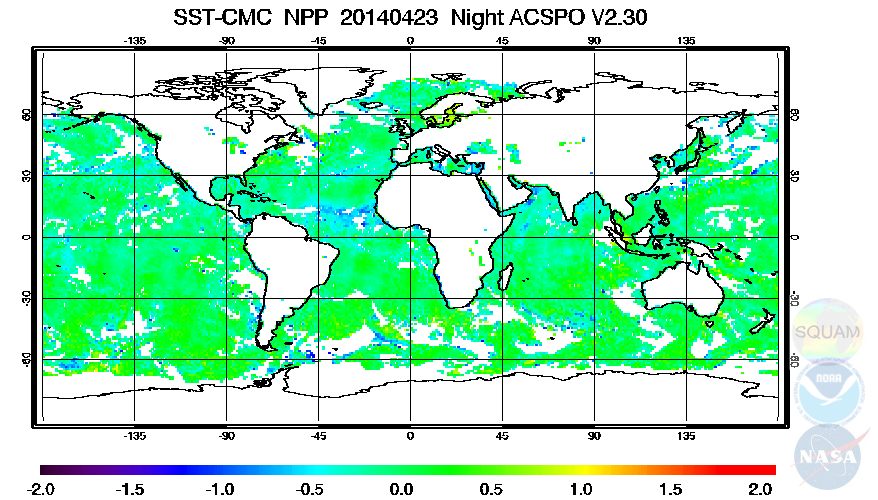 SST-CMC NPP 20140423 Night ACSPO V2.30
-135 -90 -45 0 45 90 135
60 60
30 30
0 0
-30 -30
-60 -60
-135 -90 -45 0 45 90 135
SQUAM
NOAA
NASA
-2.0 -1.5 -1.0 -0.5 0.0 0.5 1.0 1.5 2.0